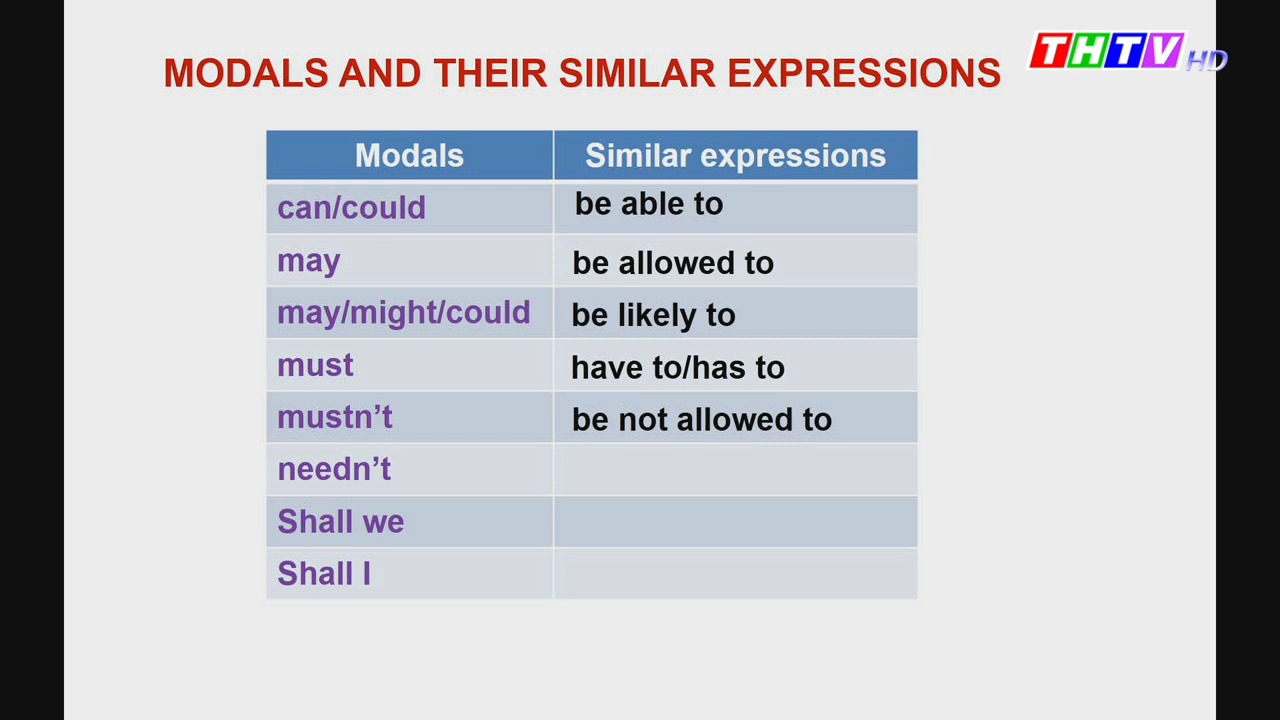 THTV HD
MODALS AND THEIR SIMILAR EXPRESSIONS
Modals Similar expressions
can/could be able to
may be allowed to
may/might/could be likely to
must have to/has to
mustn’t be not allowed to
needn’t
Shall we
Shall I